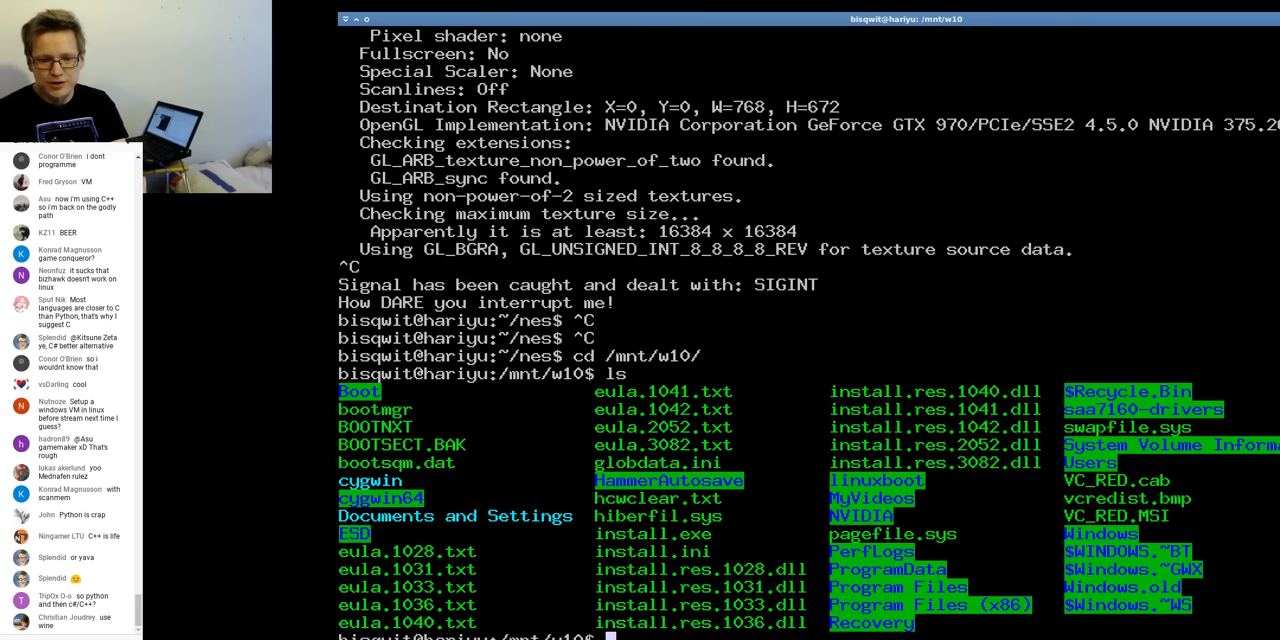 bisqwit@hariyu: /mnt/w10
Pixel shader: none
Fullscreen: No
Special Scaler: None
Scanlines: Off
Destination Rectangle: X=0, Y=0, W=768, H=672
OpenGL Implementation: NVIDIA Corporation GeForce GTX 970/PCIe/SSE2 4.5.0 NVIDIA 375.20
Checking extensions:
GL_ARB_texture_non_power_of_two found.
GL_ARB_sync found.
Using non-power-of-2 sized textures.
Checking maximum texture size...
Apparently it is at least: 16384 x 16384
Using GL_BGRA, GL_UNSIGNED_INT_8_8_8_8_REV for texture source data.
^C
Signal has been caught and dealt with: SIGINT
How DARE you interrupt me!
bisqwit@hariyu:~/nes$ ^C
bisqwit@hariyu:~/nes$ ^C
bisqwit@hariyu:~/nes$ cd /mnt/w10/
bisqwit@hariyu:/mnt/w10$ ls
Boot eula.1041.txt install.res.1040.dll $Recycle.Bin
bootmgr eula.1042.txt install.res.1041.dll saa7160-drivers
BOOTNXT eula.2052.txt install.res.1042.dll swapfile.sys
BOOTSECT.BAK eula.3082.txt install.res.2052.dll System Volume Informa
bootsqm.dat globdata.ini install.res.3082.dll Users
cygwin HammerAutosave linuxboot VC_RED.cab
cygwin64 hcwclear.txt MyVideos vcredist.bmp
Documents and Settings hiberfil.sys NVIDIA VC_RED.MSI
ESD install.exe pagefile.sys Windows
eula.1028.txt install.ini PerfLogs $WINDOWS.~BT
eula.1031.txt install.res.1028.dll ProgramData $Windows.~GWX
eula.1033.txt install.res.1031.dll Program Files Windows.old
eula.1036.txt install.res.1033.dll Program Files (x86) $Windows.~WS
eula.1040.txt install.res.1036.dll Recovery
bisqwit@hariyu:/mnt/w10$
Conor O'Brien i dont
programme
Fred Gryson VM
Asu now i'm using C++
so i'm back on the godly
path
KZ11 BEER
Konrad Magnusson
game conqueror?
Neonfuz it sucks that
bizhawk doesn't work on
linux
Sput Nik Most
languages are closer to C
than Python, that's why I
suggest C
Splendid @Kitsune Zeta
ye, C# better alternative
Conor O'Brien so i
wouldnt know that
vsDarling cool
Nutnoze Setup a
windows VM in linux
before stream next time I
guess?
hadron89 @Asu
gamemaker xD That's
rough
lukas akerlund yoo
Mednafen rulez
Konrad Magnusson with
scanmem
John Python is crap
Ningamer LTU C++ is life
Splendid or yava
Splendid 😊
TripOx O-o so python
and then c#/C++?
Christian Joudrey use
wine